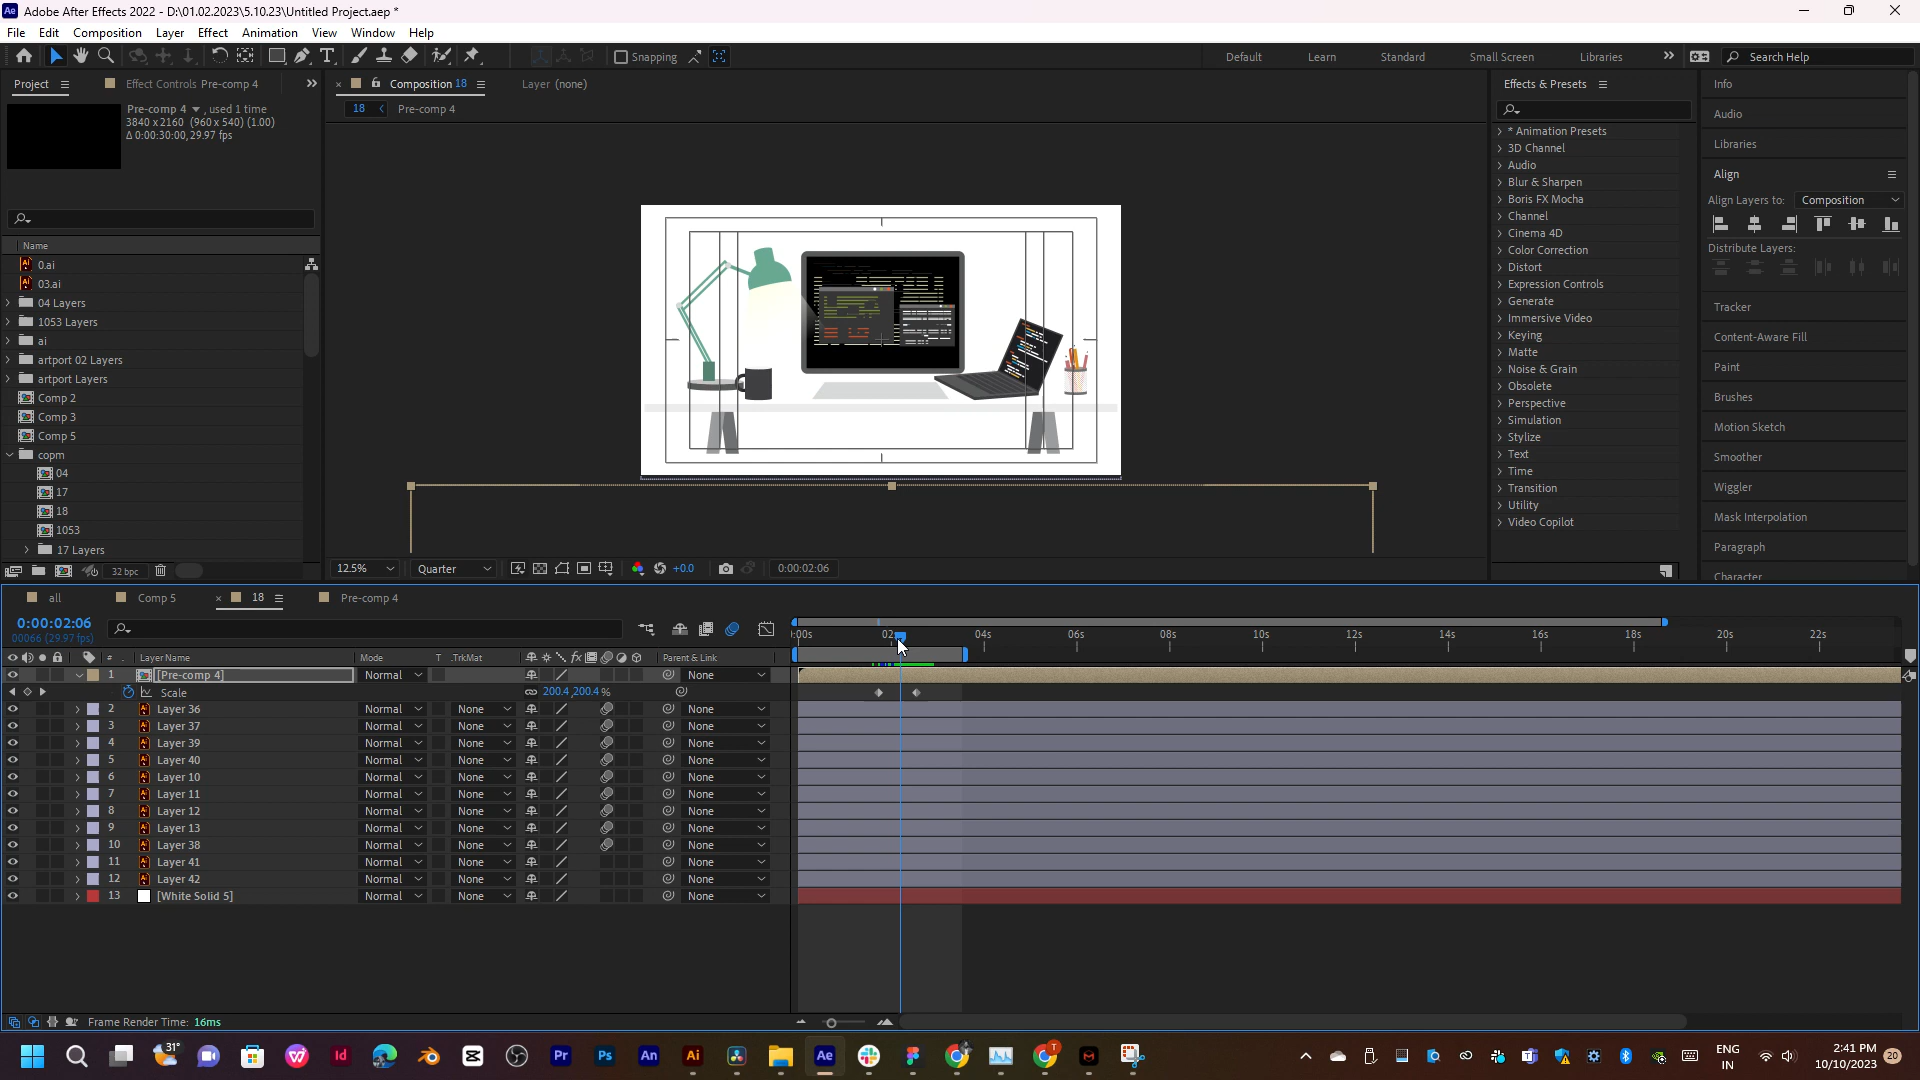 Adobe After Effects 2022 - D:\01.02.2023\5.10.23\Untitled Project.aep *
File Edit Composition Layer Effect Animation View Window Help
Snapping
Default Learn Standard Small Screen Libraries Search Help
Project Effect Controls Pre-comp 4
Composition 18 Layer (none)
18 Pre-comp 4
Pre-comp 4 , used 1 time
3840 x 2160 (960 x 540) (1.00)
Δ 0:00:30:00, 29.97 fps
Name
0.ai
03.ai
04 Layers
1053 Layers
ai
artport 02 Layers
artport Layers
Comp 2
Comp 3
Comp 5
copm
04
17
18
1053
17 Layers
32 bpc
12.5% Quarter +0.0 0:00:02:06
Effects & Presets
* Animation Presets
3D Channel
Audio
Blur & Sharpen
Boris FX Mocha
Channel
Cinema 4D
Color Correction
Distort
Expression Controls
Generate
Immersive Video
Keying
Matte
Noise & Grain
Obsolete
Perspective
Simulation
Stylize
Text
Time
Transition
Utility
Video Copilot
Info
Audio
Libraries
Align
Align Layers to: Composition
Distribute Layers:
Tracker
Content-Aware Fill
Paint
Brushes
Motion Sketch
Smoother
Wiggler
Mask Interpolation
Paragraph
Character
all Comp 5 18 Pre-comp 4
0:00:02:06
00066 (29.97 fps)
:00s 02s 04s 06s 08s 10s 12s 14s 16s 18s 20s 22s
# Layer Name Mode T .TrkMat fx Parent & Link
1 [Pre-comp 4] Normal None
Scale 200.4,200.4 %
2 Layer 36 Normal None None
3 Layer 37 Normal None None
4 Layer 39 Normal None None
5 Layer 40 Normal None None
6 Layer 10 Normal None None
7 Layer 11 Normal None None
8 Layer 12 Normal None None
9 Layer 13 Normal None None
10 Layer 38 Normal None None
11 Layer 41 Normal None None
12 Layer 42 Normal None None
13 [White Solid 5] Normal None None
Frame Render Time: 16ms
31°
ENG
IN
2:41 PM
10/10/2023
20